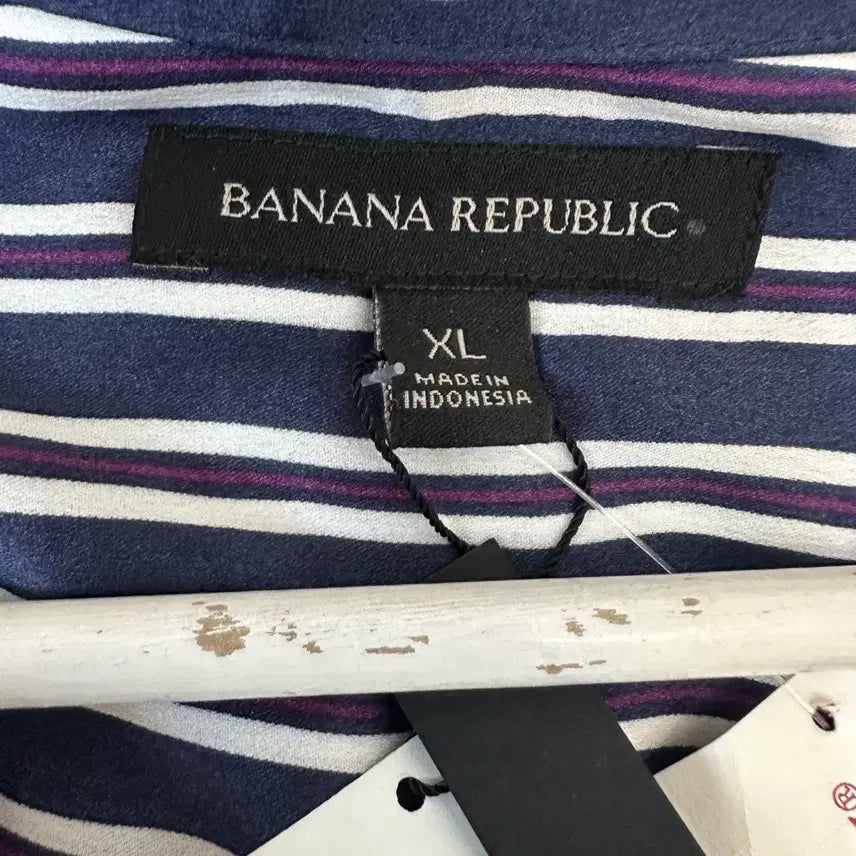 BANANA REPUBLIC
XL
MADE IN
INDONESIA
®